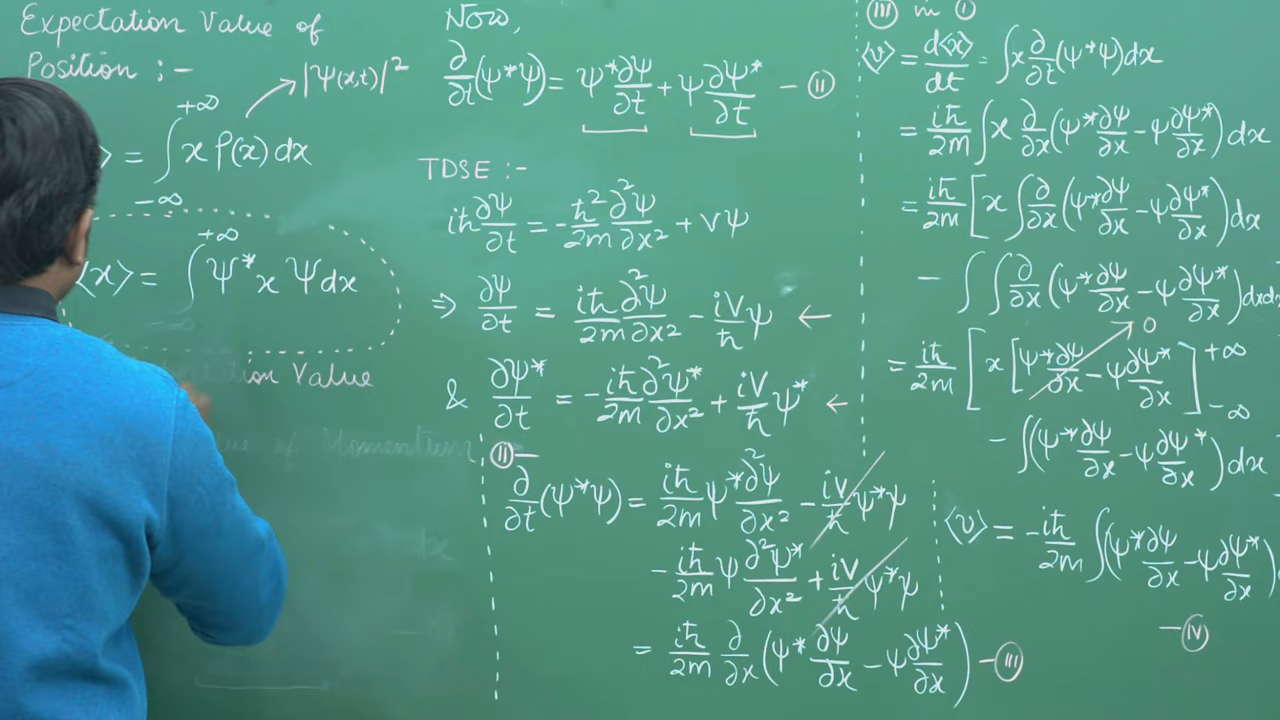 Expectation Value of
Position :-
|Ψ(x,t)|²
⟩ = ∫_{-∞}^{+∞} x ρ(x) dx
⟨x⟩ = ∫_{-∞}^{+∞} Ψ* x Ψ dx
Value
of Momentum
Now,
∂/∂t (Ψ*Ψ) = Ψ* ∂Ψ/∂t + Ψ ∂Ψ*/∂t – (II)
TDSE :-
iħ ∂Ψ/∂t = -ħ²/2m ∂²Ψ/∂x² + VΨ
⇒ ∂Ψ/∂t = iħ/2m ∂²Ψ/∂x² – iV/ħ Ψ ←
& ∂Ψ*/∂t = -iħ/2m ∂²Ψ*/∂x² + iV/ħ Ψ* ←
(II) –
∂/∂t (Ψ*Ψ) = iħ/2m Ψ* ∂²Ψ/∂x² – iV/ħ Ψ*Ψ
– iħ/2m Ψ ∂²Ψ*/∂x² + iV/ħ Ψ*Ψ
= iħ/2m ∂/∂x (Ψ* ∂Ψ/∂x – Ψ ∂Ψ*/∂x) – (III)
(III) in (I)
⟨v⟩ = d⟨x⟩/dt = ∫ x ∂/∂t (Ψ*Ψ) dx
= iħ/2m ∫ x ∂/∂x (Ψ* ∂Ψ/∂x – Ψ ∂Ψ*/∂x) dx
= iħ/2m [ x ∫ ∂/∂x (Ψ* ∂Ψ/∂x – Ψ ∂Ψ*/∂x) dx
– ∫ ∫ ∂/∂x (Ψ* ∂Ψ/∂x – Ψ ∂Ψ*/∂x) dxdx
0
= iħ/2m [ x [Ψ* ∂Ψ/∂x – Ψ ∂Ψ*/∂x ]_{-∞}^{+∞}
– ∫ (Ψ* ∂Ψ/∂x – Ψ ∂Ψ*/∂x) dx
⟨v⟩ = -iħ/2m ∫ (Ψ* ∂Ψ/∂x – Ψ ∂Ψ*/∂x)
– (IV)